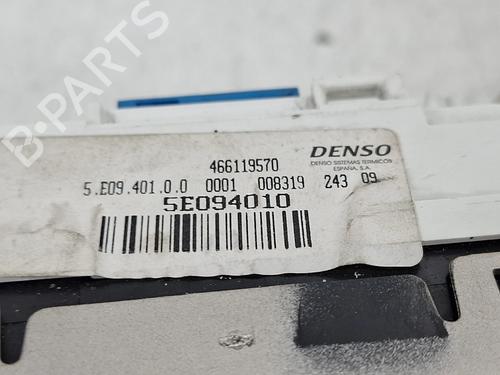 B-PARTS
466119570
DENSO
DENSO SISTEMAS TERMICOS
ESPAÑA, S.A.
5.E09.401.0.0 0001 008319 243 09
5E094010